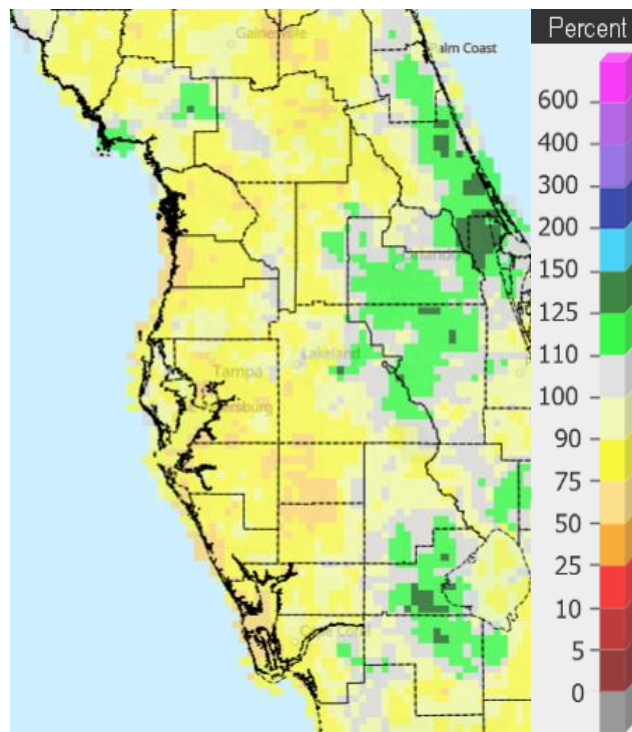 Percent
Gainesville
Palm Coast
600
400
300
200
150
125
110
100
90
75
50
25
10
5
0
Orlando
Lakeland
Tampa
St. Petersburg
Cape Coral